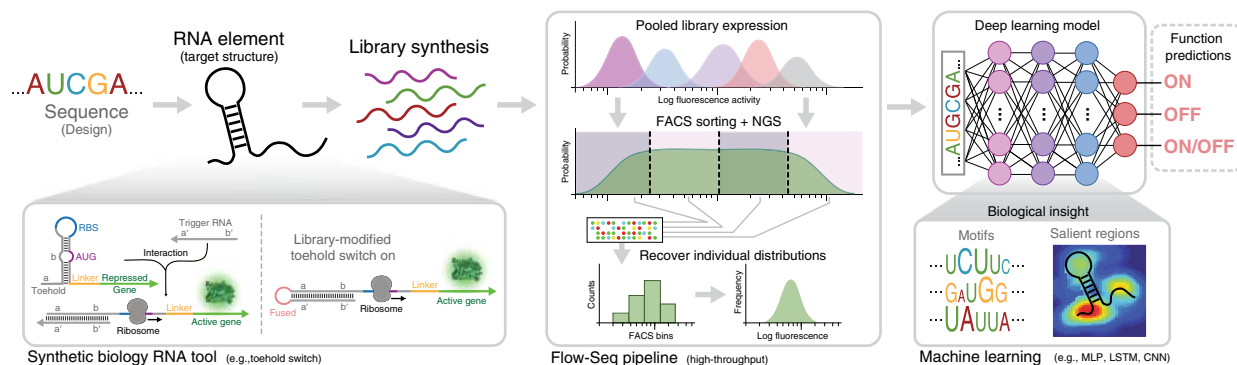 ...AUCGA...
Sequence
(Design)
RNA element
(target structure)
Library synthesis
RBS
b
AUG
a
Toehold
Linker
Repressed
Gene
Trigger RNA
a′ b′
Interaction
a b
a′ b′
Ribosome
Linker
Active gene
Library-modified
toehold switch on
Fused
a b
a′ b′
Ribosome
Linker
Active gene
Synthetic biology RNA tool (e.g.,toehold switch)
Pooled library expression
Probability
Log fluorescence activity
FACS sorting + NGS
Probability
Recover individual distributions
Counts
FACS bins
Frequency
Log fluorescence
Flow-Seq pipeline (high-throughput)
Deep learning model
...AUGCGA...
Function
predictions
ON
OFF
ON/OFF
Biological insight
Motifs
...UCUUC...
...GAUGG...
...UAUUA...
Salient regions
Machine learning (e.g., MLP, LSTM, CNN)